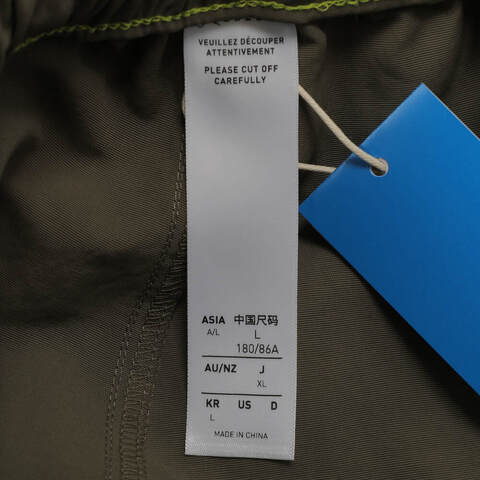 VEUILLEZ DÉCOUPER
ATTENTIVEMENT
PLEASE CUT OFF
CAREFULLY
ASIA 中国尺码
A/L L
180/86A
AU/NZ J
XL
KR US D
L
MADE IN CHINA